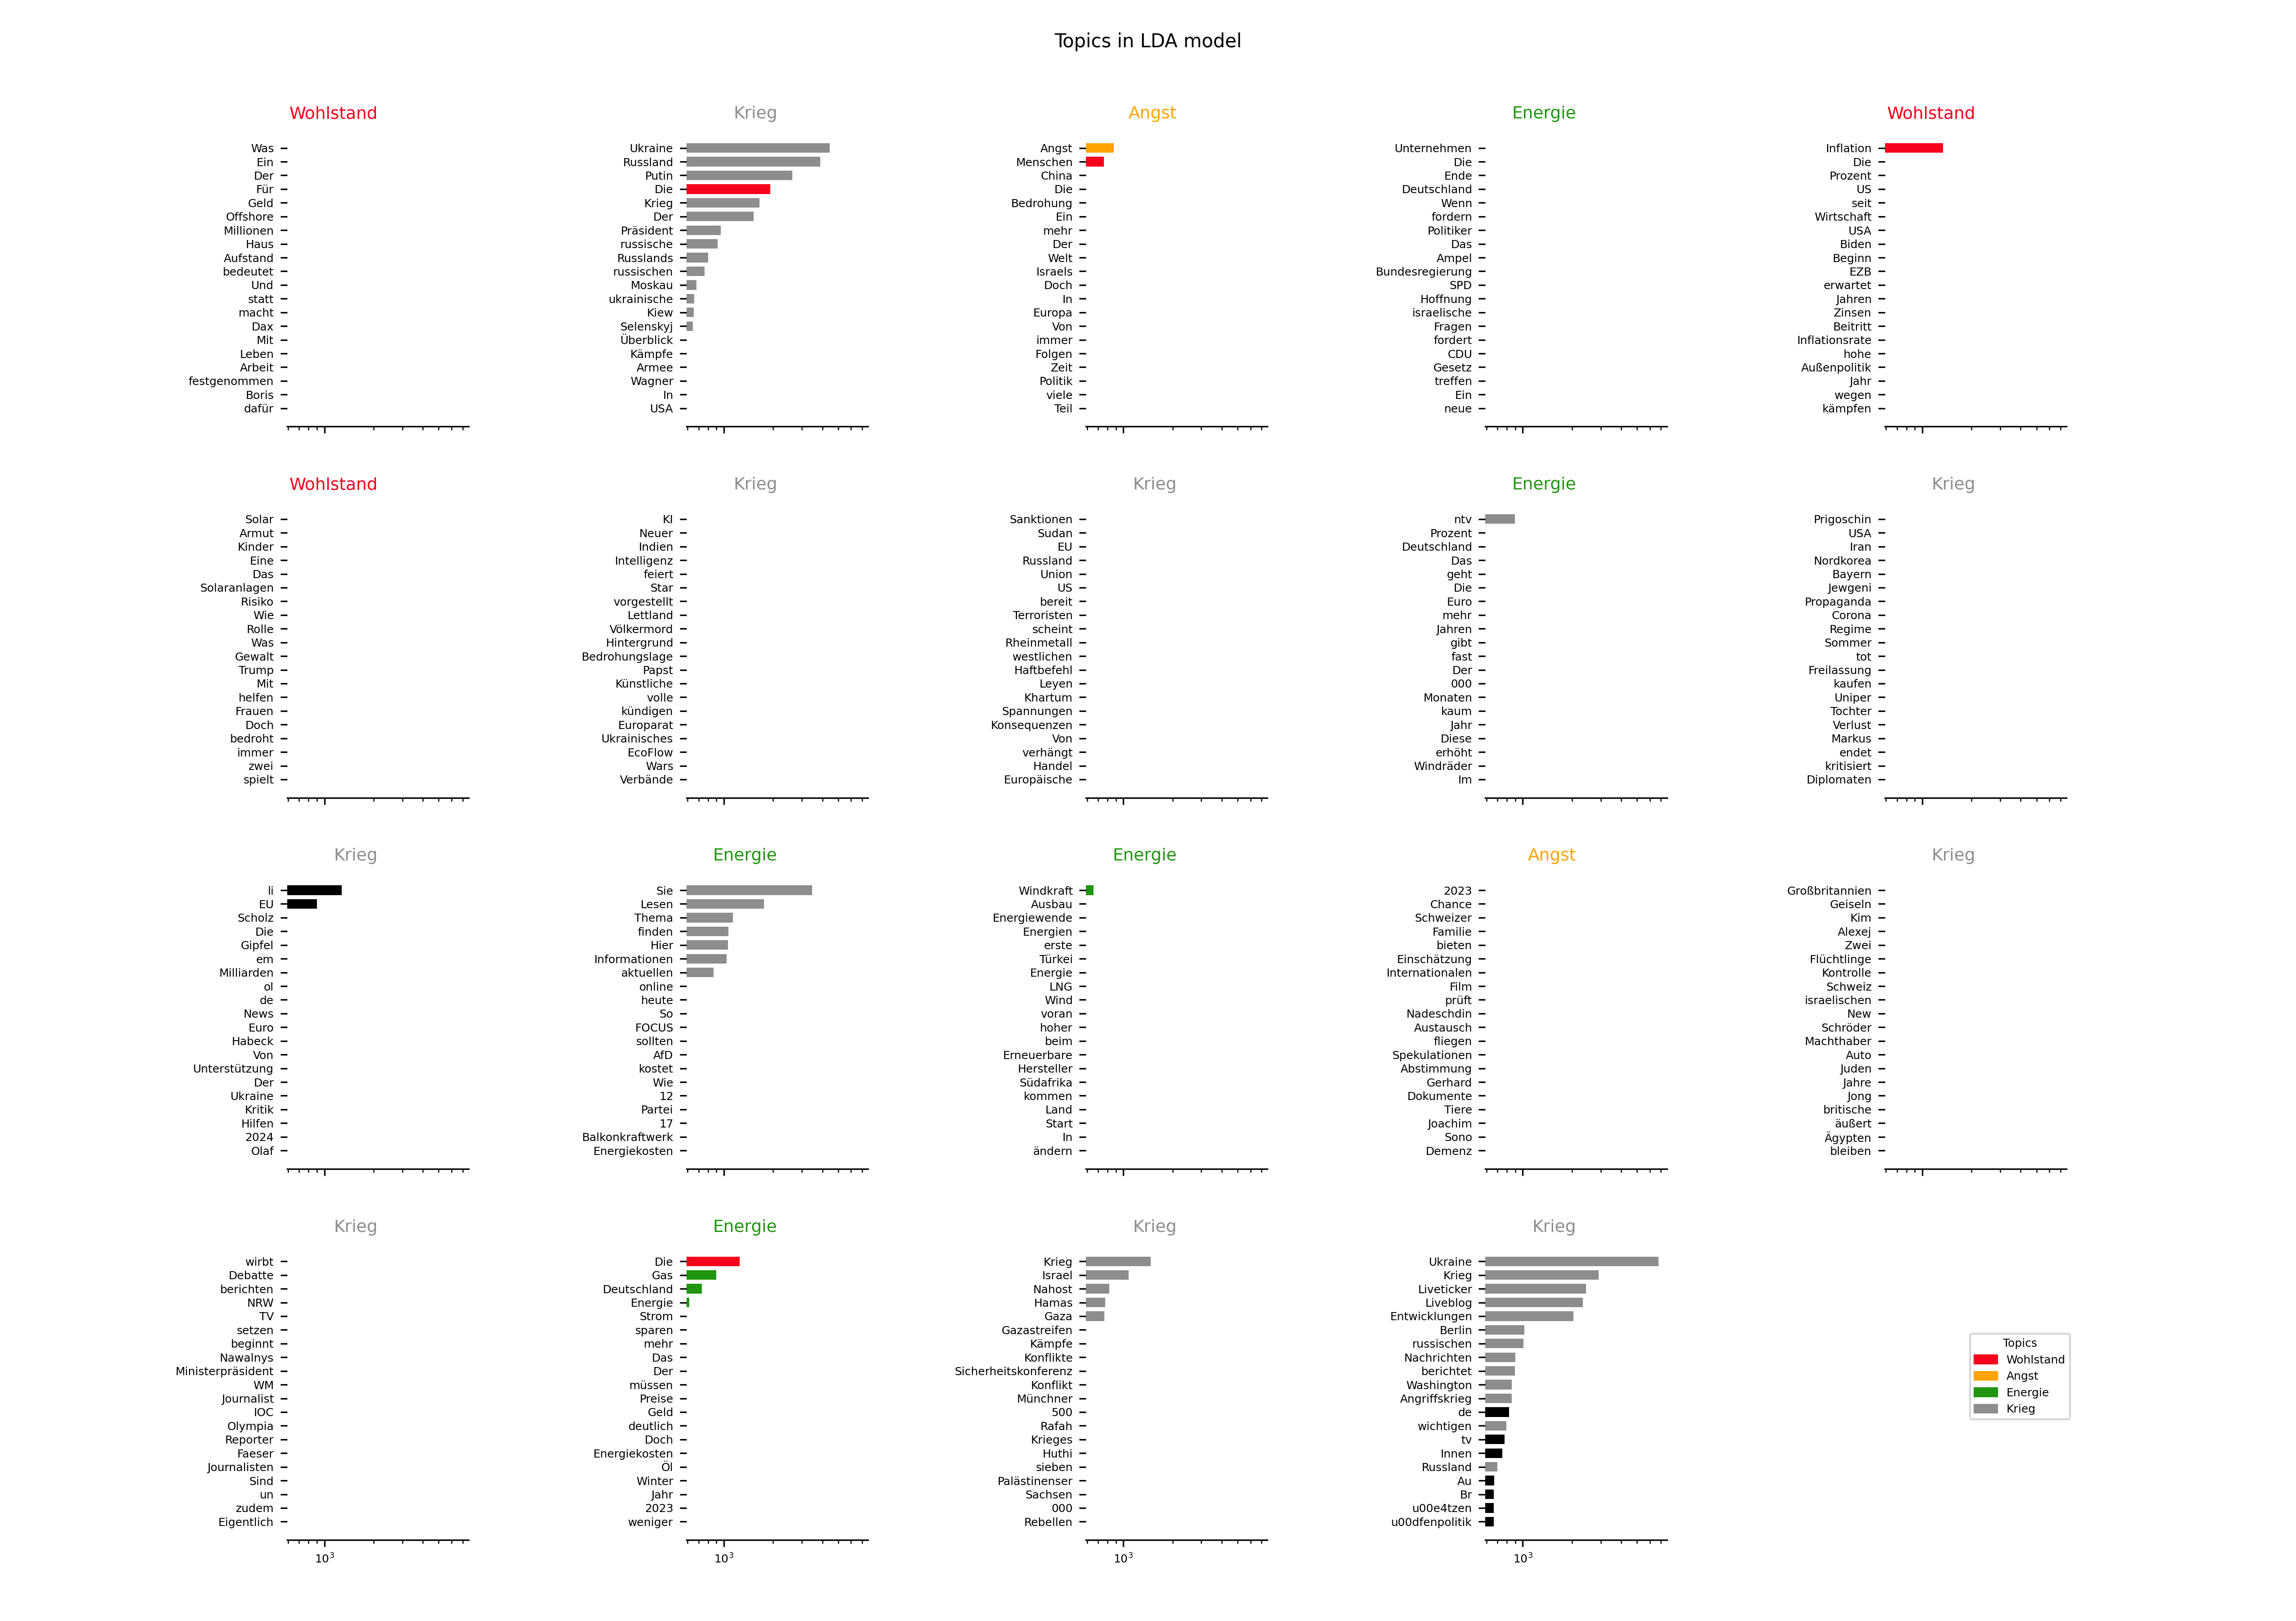 Topics in LDA model
Wohlstand
Was
Ein
Der
Für
Geld
Offshore
Millionen
Haus
Aufstand
bedeutet
Und
statt
macht
Dax
Mit
Leben
Arbeit
festgenommen
Boris
dafür
Krieg
Ukraine
Russland
Putin
Die
Krieg
Der
Präsident
russische
Russlands
russischen
Moskau
ukrainische
Kiew
Selenskyj
Überblick
Kämpfe
Armee
Wagner
In
USA
Angst
Angst
Menschen
China
Die
Bedrohung
Ein
mehr
Der
Welt
Israels
Doch
In
Europa
Von
immer
Folgen
Zeit
Politik
viele
Teil
Energie
Unternehmen
Die
Ende
Deutschland
Wenn
fordern
Politiker
Das
Ampel
Bundesregierung
SPD
Hoffnung
israelische
Fragen
fordert
CDU
Gesetz
treffen
Ein
neue
Wohlstand
Inflation
Die
Prozent
US
seit
Wirtschaft
USA
Biden
Beginn
EZB
erwartet
Jahren
Zinsen
Beitritt
Inflationsrate
hohe
Außenpolitik
Jahr
wegen
kämpfen
Wohlstand
Solar
Armut
Kinder
Eine
Das
Solaranlagen
Risiko
Wie
Rolle
Was
Gewalt
Trump
Mit
helfen
Frauen
Doch
bedroht
immer
zwei
spielt
Krieg
KI
Neuer
Indien
Intelligenz
feiert
Star
vorgestellt
Lettland
Völkermord
Hintergrund
Bedrohungslage
Papst
Künstliche
volle
kündigen
Europarat
Ukrainisches
EcoFlow
Wars
Verbände
Krieg
Sanktionen
Sudan
EU
Russland
Union
US
bereit
Terroristen
scheint
Rheinmetall
westlichen
Haftbefehl
Leyen
Khartum
Spannungen
Konsequenzen
Von
verhängt
Handel
Europäische
Energie
ntv
Prozent
Deutschland
Das
geht
Die
Euro
mehr
Jahren
gibt
fast
Der
000
Monaten
kaum
Jahr
Diese
erhöht
Windräder
Im
Krieg
Prigoschin
USA
Iran
Nordkorea
Bayern
Jewgeni
Propaganda
Corona
Regime
Sommer
tot
Freilassung
kaufen
Uniper
Tochter
Verlust
Markus
endet
kritisiert
Diplomaten
Krieg
li
EU
Scholz
Die
Gipfel
em
Milliarden
ol
de
News
Euro
Habeck
Von
Unterstützung
Der
Ukraine
Kritik
Hilfen
2024
Olaf
Energie
Sie
Lesen
Thema
finden
Hier
Informationen
aktuellen
online
heute
So
FOCUS
sollten
AfD
kostet
Wie
12
Partei
17
Balkonkraftwerk
Energiekosten
Energie
Windkraft
Ausbau
Energiewende
Energien
erste
Türkei
Energie
LNG
Wind
voran
hoher
beim
Erneuerbare
Hersteller
Südafrika
kommen
Land
Start
In
ändern
Angst
2023
Chance
Schweizer
Familie
bieten
Einschätzung
Internationalen
Film
prüft
Nadeschdin
Austausch
fliegen
Spekulationen
Abstimmung
Gerhard
Dokumente
Tiere
Joachim
Sono
Demenz
Krieg
Großbritannien
Geiseln
Kim
Alexej
Zwei
Flüchtlinge
Kontrolle
Schweiz
israelischen
New
Schröder
Machthaber
Auto
Juden
Jahre
Jong
britische
äußert
Ägypten
bleiben
Krieg
wirbt
Debatte
berichten
NRW
TV
setzen
beginnt
Nawalnys
Ministerpräsident
WM
Journalist
IOC
Olympia
Reporter
Faeser
Journalisten
Sind
un
zudem
Eigentlich
10³
Energie
Die
Gas
Deutschland
Energie
Strom
sparen
mehr
Das
Der
müssen
Preise
Geld
deutlich
Doch
Energiekosten
Öl
Winter
Jahr
2023
weniger
10³
Krieg
Krieg
Israel
Nahost
Hamas
Gaza
Gazastreifen
Kämpfe
Konflikte
Sicherheitskonferenz
Konflikt
Münchner
500
Rafah
Krieges
Huthi
sieben
Palästinenser
Sachsen
000
Rebellen
10³
Krieg
Ukraine
Krieg
Liveticker
Liveblog
Entwicklungen
Berlin
russischen
Nachrichten
berichtet
Washington
Angriffskrieg
de
wichtigen
tv
Innen
Russland
Au
Br
u00e4tzen
u00dfenpolitik
10³
Topics
Wohlstand
Angst
Energie
Krieg